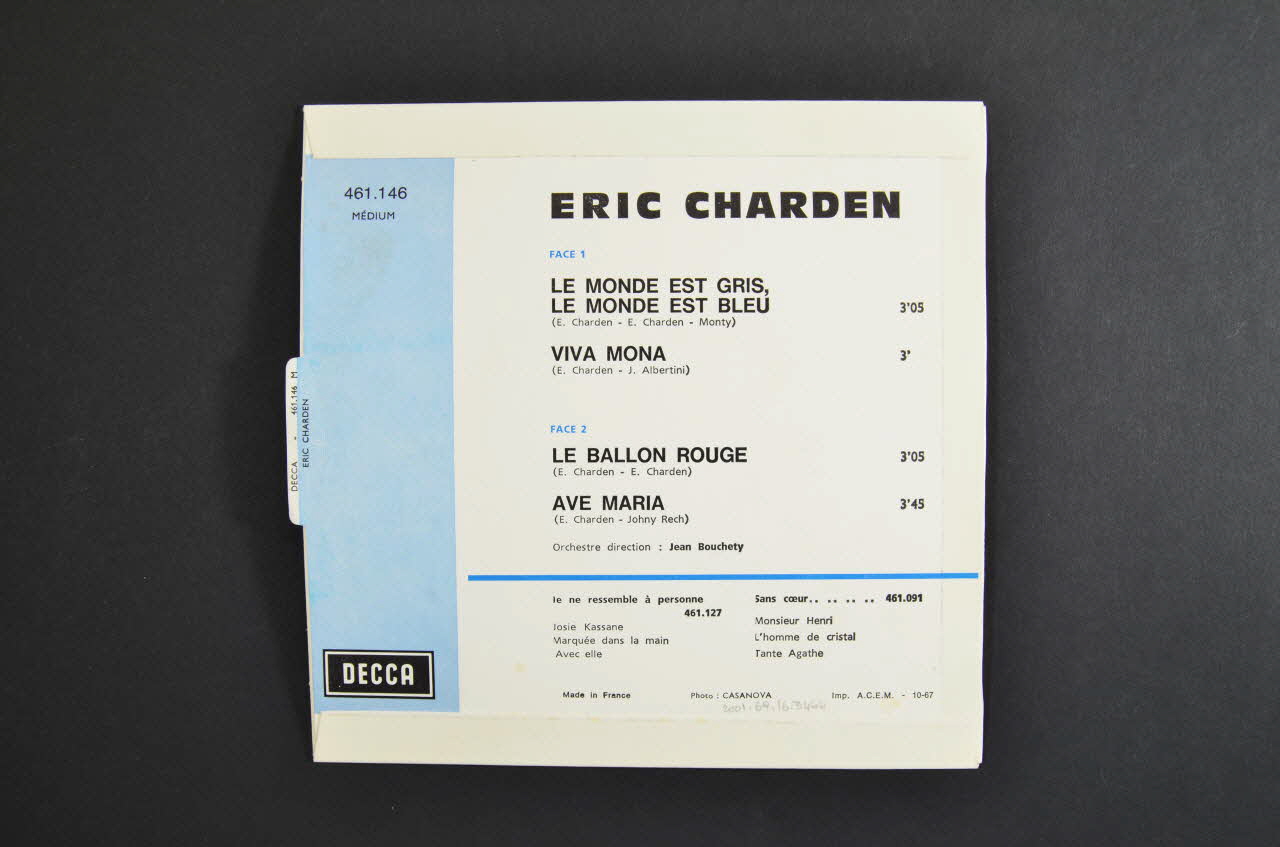 461.146
MÉDIUM
ERIC CHARDEN
FACE 1
LE MONDE EST GRIS,
LE MONDE EST BLEU 3'05
(E. Charden - E. Charden - Monty)
VIVA MONA 3'
(E. Charden - J. Albertini)
FACE 2
LE BALLON ROUGE 3'05
(E. Charden - E. Charden)
AVE MARIA 3'45
(E. Charden - Johny Rech)
Orchestre direction : Jean Bouchety
Je ne ressemble à personne
461.127
Josie Kassane
Marquée dans la main
Avec elle
Sans cœur.. .. .. .. 461.091
Monsieur Henri
L'homme de cristal
Tante Agathe
Made in France Photo : CASANOVA Imp. A.C.E.M. - 10-67
DECCA
DECCA - 461.146 M
ERIC CHARDEN